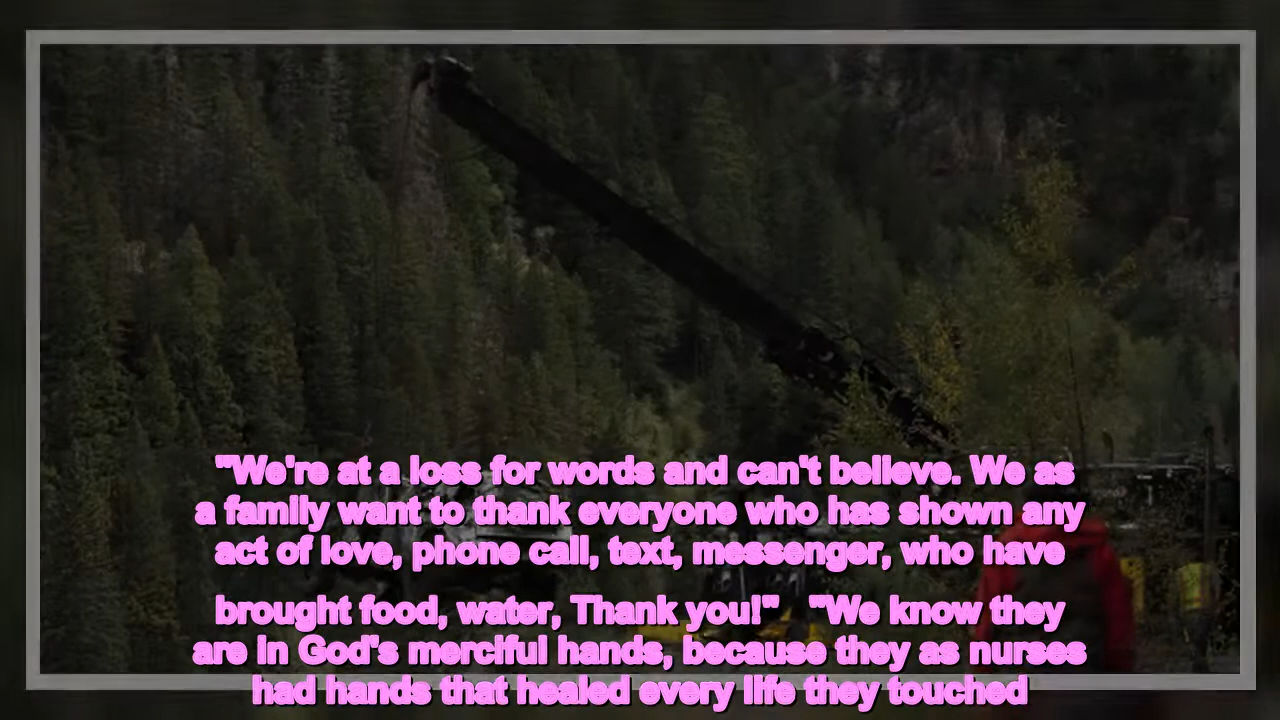 "We're at a loss for words and can't believe. We as
a family want to thank everyone who has shown any
act of love, phone call, text, messenger, who have
brought food, water, Thank you!" "We know they
are in God's merciful hands, because they as nurses
had hands that healed every life they touched